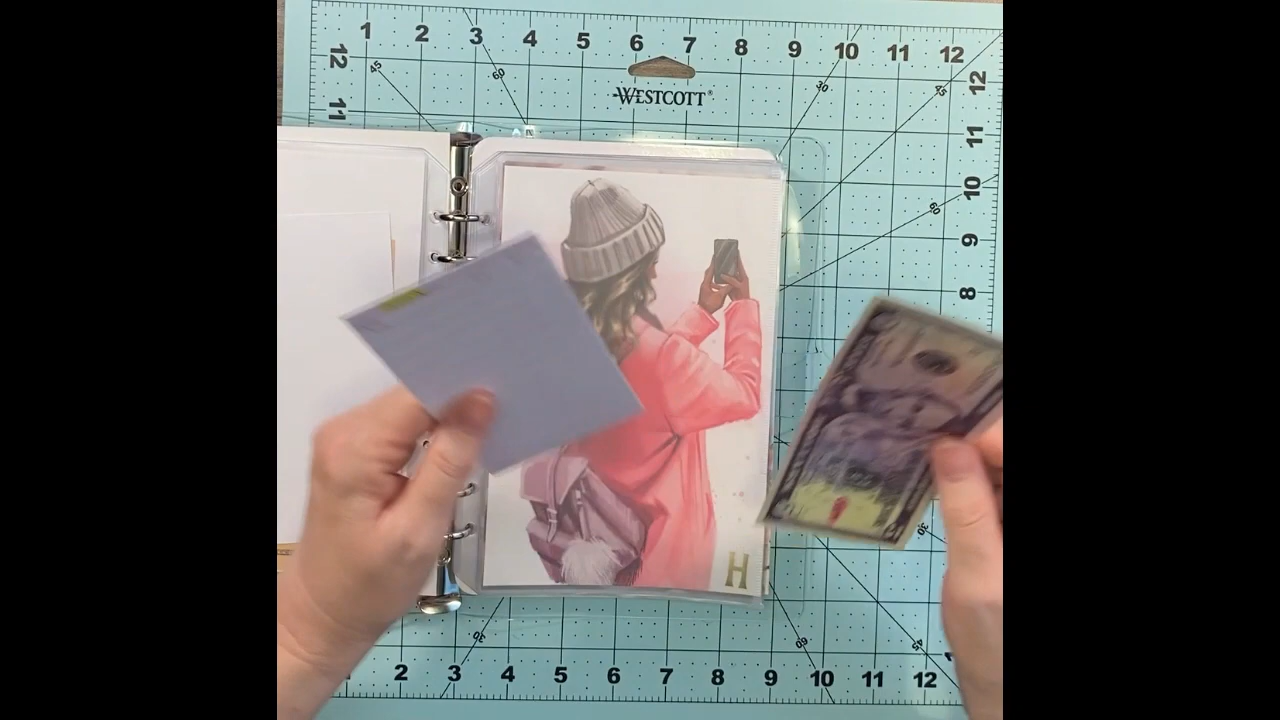 1 2 3 4 5 6 7 8 9 10 11 12
12 45 60 30 45 12
WESTCOTT®
11 11
10
60
9
8
H
30
30 60 45
2 3 4 5 6 7 8 9 10 11 12